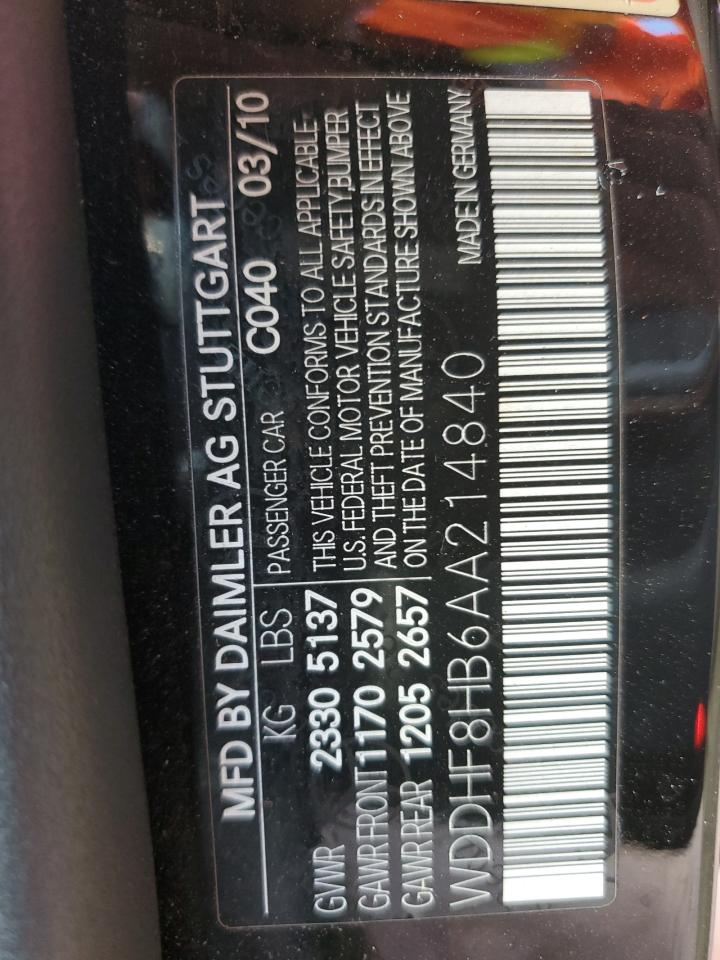 MFD BY DAIMLER AG STUTTGART
KG LBS PASSENGER CAR C040 03/10
GVWR 2330 5137
GAWR FRONT 1170 2579
GAWR REAR 1205 2657
THIS VEHICLE CONFORMS TO ALL APPLICABLE
U.S. FEDERAL MOTOR VEHICLE SAFETY, BUMPER
AND THEFT PREVENTION STANDARDS IN EFFECT
ON THE DATE OF MANUFACTURE SHOWN ABOVE
WDDHF8HB6AA214840 MADE IN GERMANY